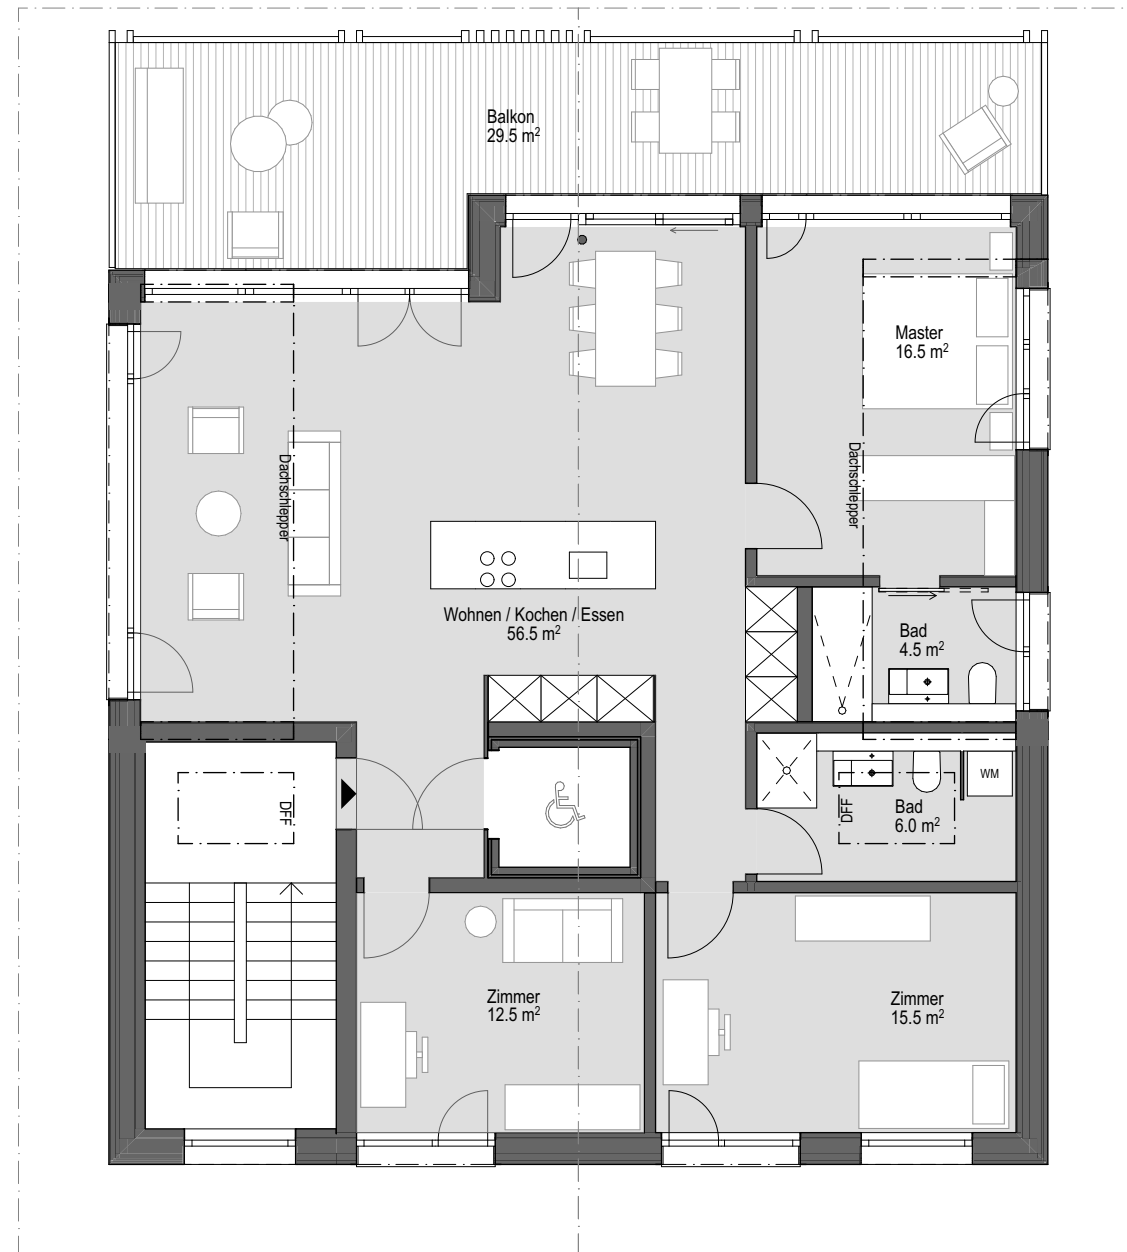 Balkon
29.5 m²
Master
16.5 m²
Dachschlepper
Dachschlepper
Wohnen / Kochen / Essen
56.5 m²
Bad
4.5 m²
WM
DFF
DFF
Bad
6.0 m²
Zimmer
12.5 m²
Zimmer
15.5 m²